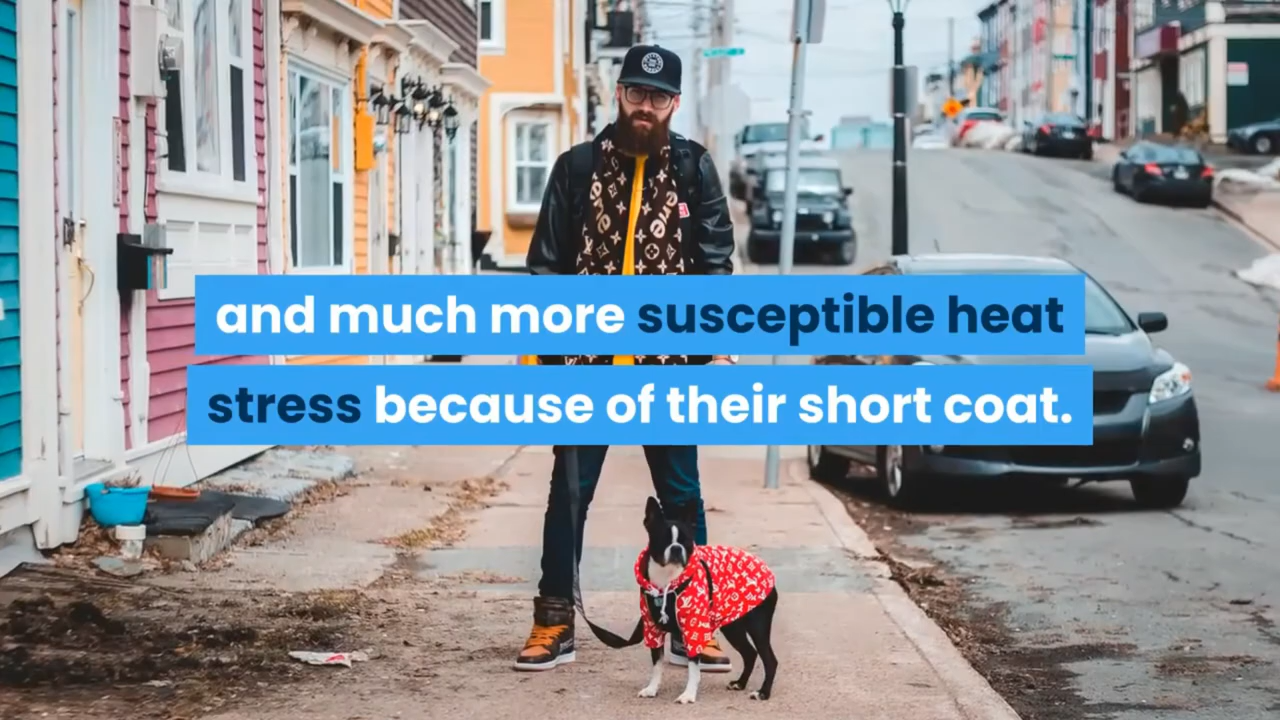 and much more susceptible heat
stress because of their short coat.